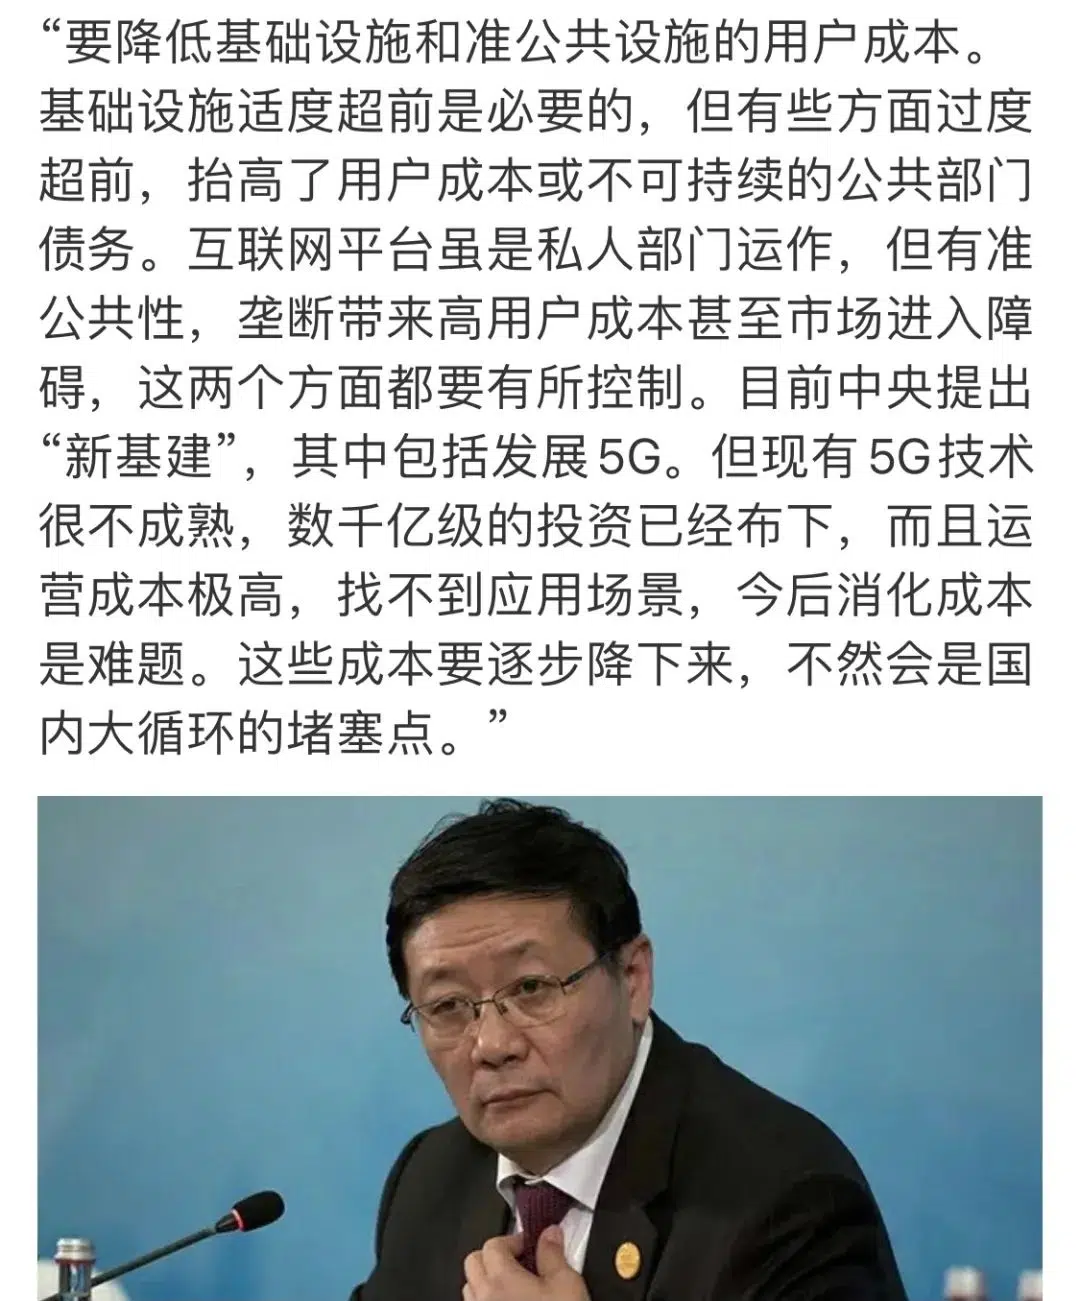 “要降低基础设施和准公共设施的用户成本。
基础设施适度超前是必要的，但有些方面过度
超前，抬高了用户成本或不可持续的公共部门
债务。互联网平台虽是私人部门运作，但有准
公共性，垄断带来高用户成本甚至市场进入障
碍，这两个方面都要有所控制。目前中央提出
“新基建”，其中包括发展5G。但现有5G技术
很不成熟，数千亿级的投资已经布下，而且运
营成本极高，找不到应用场景，今后消化成本
是难题。这些成本要逐步降下来，不然会是国
内大循环的堵塞点。”